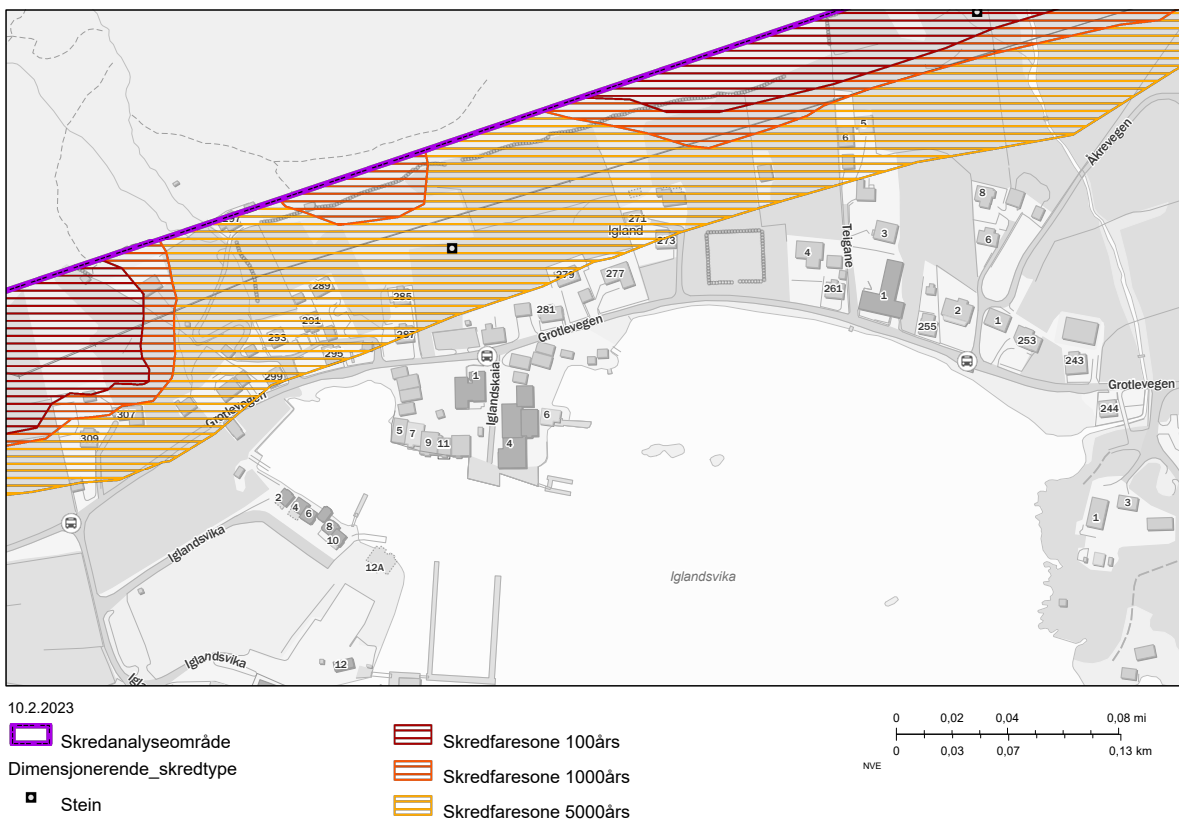 5
6
8
297
271
Igland
273
Teigane
3
6
4
Åkrevegen
279
277
289
285
261
1
281
Grotlevegen
291
255
2
1
293
287
253
295
243
299
1
Iglandskaia
Grotlevegen
Grotlevegen
307
6
244
309
5
7
9
11
4
2
4
6
8
10
3
1
Iglandsvika
12A
Iglandsvika
Iglandsvika
12
10.2.2023
Skredanalyseområde
Dimensjonerende_skredtype
Stein
Skredfaresone 100års
Skredfaresone 1000års
Skredfaresone 5000års
0 0,02 0,04 0,08 mi
0 0,03 0,07 0,13 km
NVE